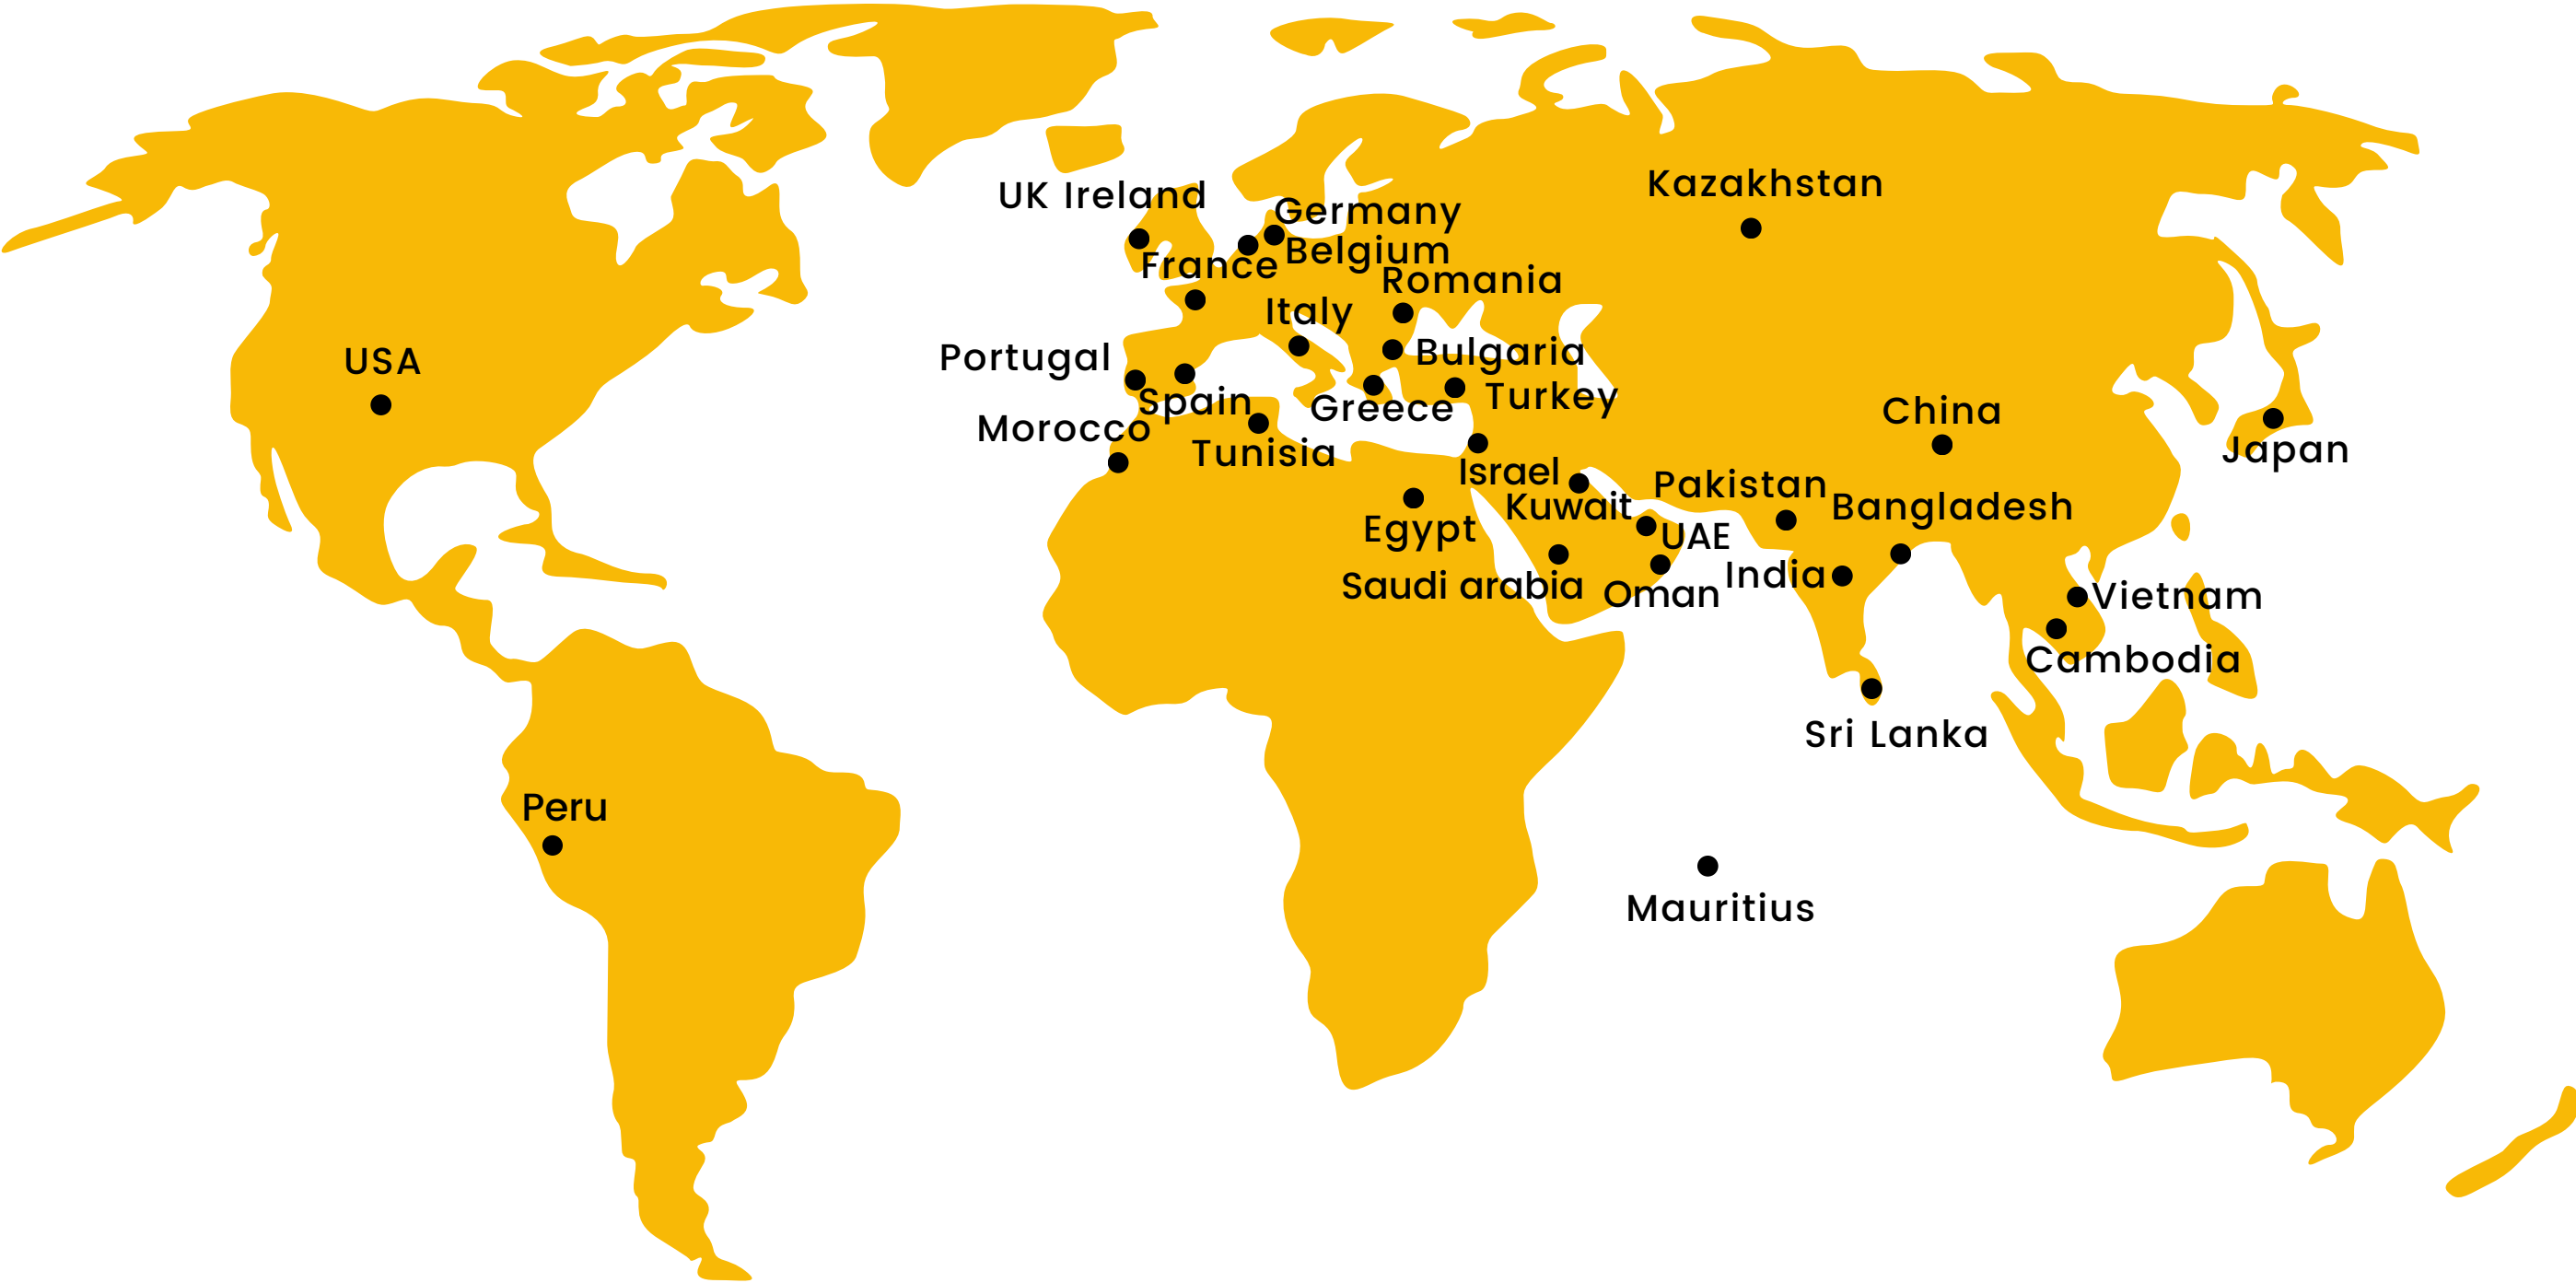 Kazakhstan
UK Ireland
Germany
Belgium
France
Romania
Italy
Bulgaria
Portugal
USA
Turkey
Spain
Greece
China
Morocco
Tunisia
Japan
Israel
Pakistan
Kuwait
Bangladesh
Egypt
UAE
India
Saudi arabia
Oman
Vietnam
Cambodia
Sri Lanka
Peru
Mauritius